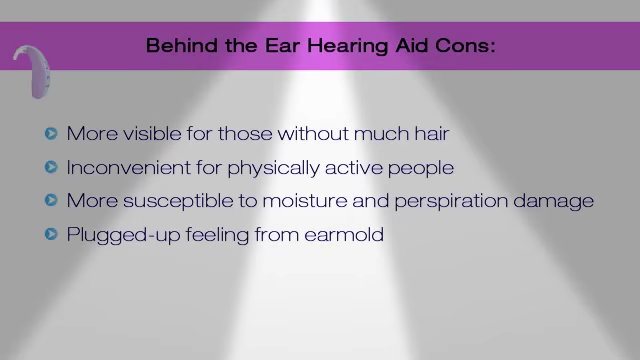 Behind the Ear Hearing Aid Cons:
More visible for those without much hair
Inconvenient for physically active people
More susceptible to moisture and perspiration damage
Plugged-up feeling from earmold